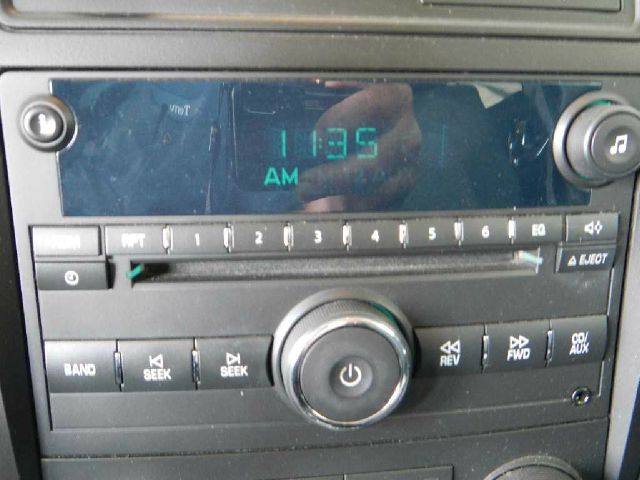 11:35
AM
RPT 1 2 3 4 5 6 EQ
EJECT
BAND SEEK SEEK REV FWD CD/
AUX